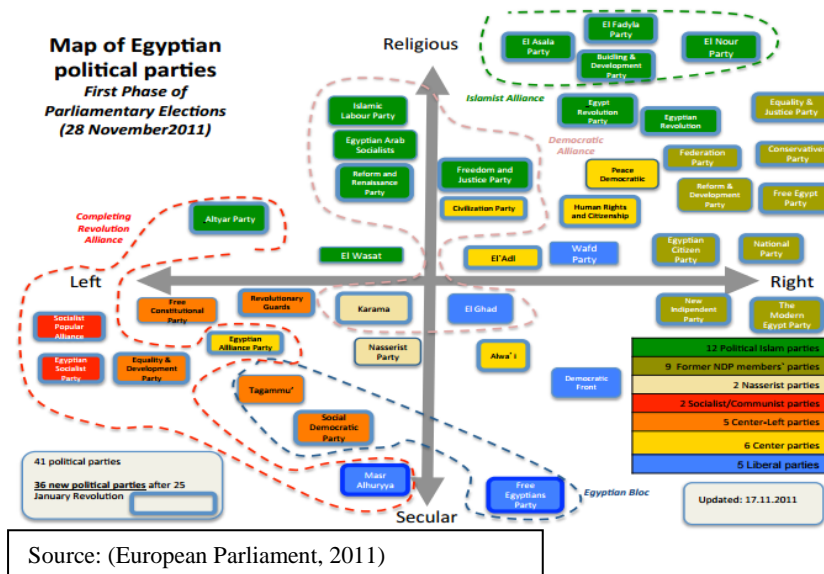 Map of Egyptian
political parties
First Phase of
Parliamentary Elections
(28 November2011)
Religious
El Asala
Party
El Fadyla
Party
Buidling &
Development
Party
El Nour
Party
Islamist Alliance
Islamic
Labour Party
Egyptian Arab
Socialists
Reform and
Renaissance
Party
Egypt
Revolution
Party
Egyptian
Revolution
Equality &
Justice Party
Democratic
Alliance
Freedom and
Justice Party
Civilization Party
Peace
Democratic
Human Rights
and Citizenship
Federation
Party
Conservative
Party
Reform &
Development
Party
Free Egypt
Party
Completing
Revolution
Alliance
Altyar Party
El Wasat
El'Adl
Wafd
Party
Egyptian
Citizen
Party
National
Party
Left
Right
Free
Constitutional
Party
Revolutionary
Guards
Karama
El Ghad
New
Indipendent
Party
The
Modern
Egypt Party
Socialist
Popular
Alliance
Egyptian
Socialist
Party
Equality &
Development
Party
Egyptian
Allliance Party
Nasserist
Party
Alwa'i
Democratic
Front
Tagammu'
Social
Democratic
Party
12 Political Islam parties
9 Former NDP members' parties
2 Nasserist parties
2 Socialist/Communist parties
5 Center-Left parties
6 Center parties
5 Liberal parties
41 political parties
36 new political parties after 25
January Revolution
Masr
Alhuryya
Free
Egyptians
Party
Egyptian Bloc
Updated: 17.11.2011
Secular
Source: (European Parliament, 2011)